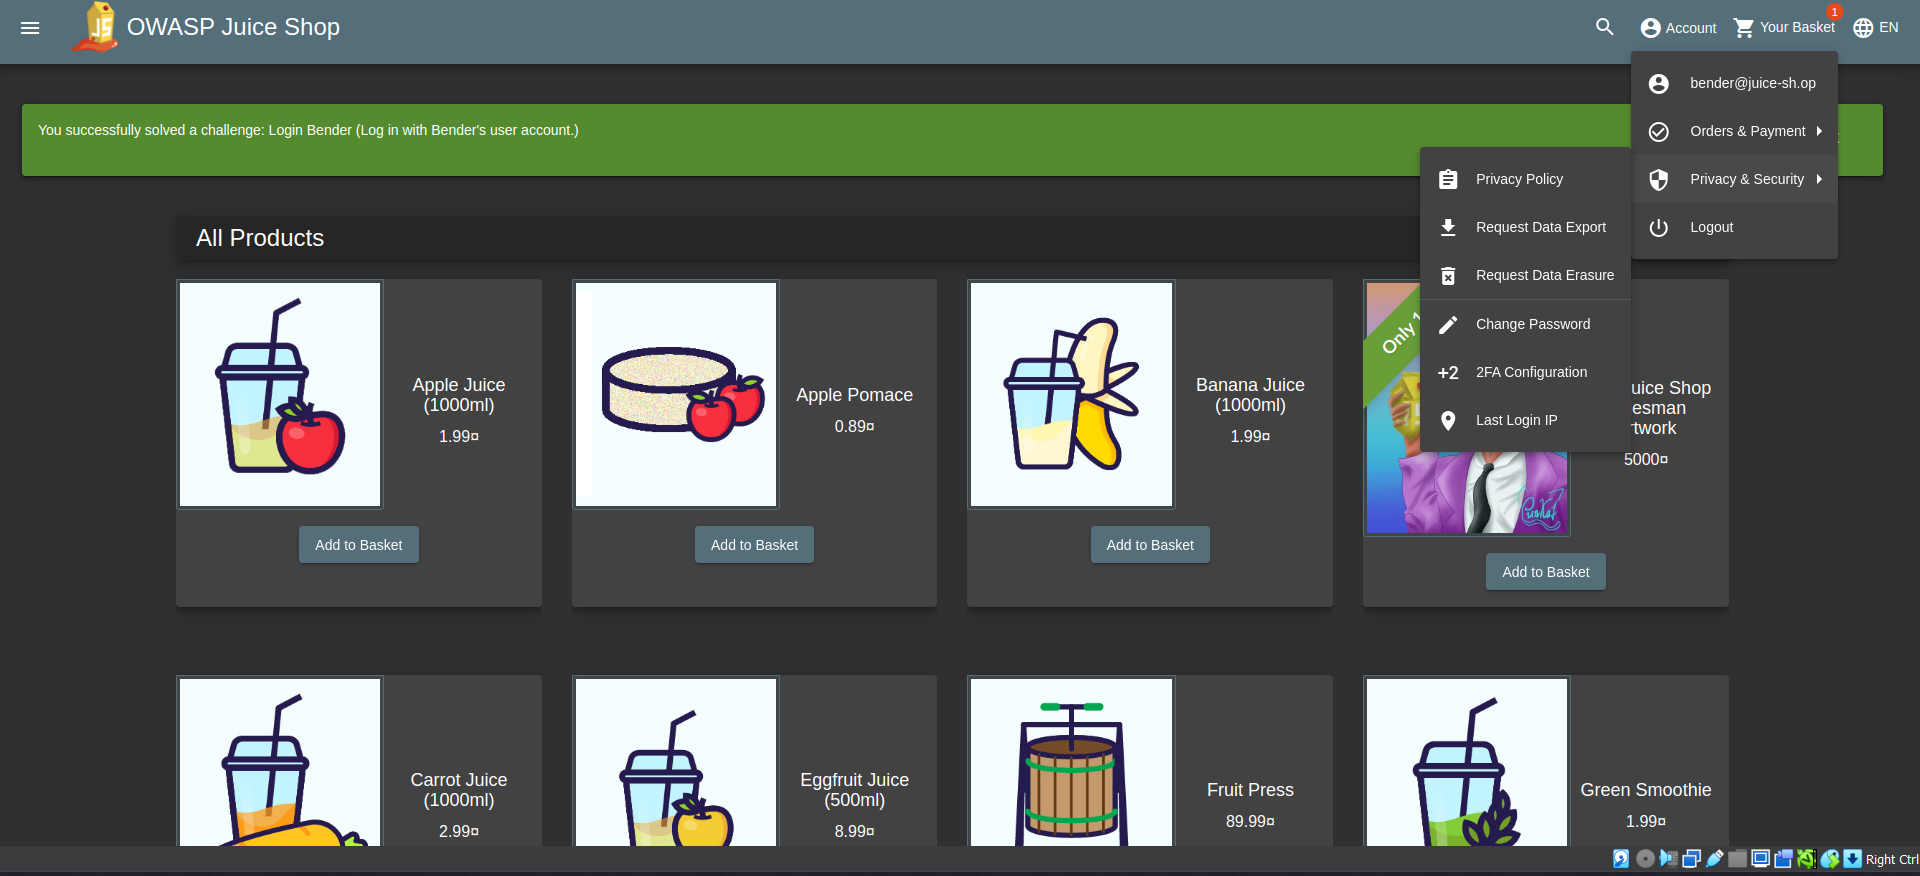 OWASP Juice Shop
Account
1
Your Basket
EN
bender@juice-sh.op
Orders & Payment
Privacy & Security
Logout
Privacy Policy
Request Data Export
Request Data Erasure
Change Password
+2 2FA Configuration
Last Login IP
You successfully solved a challenge: Login Bender (Log in with Bender's user account.)
All Products
Apple Juice
(1000ml)
1.99¤
Add to Basket
Apple Pomace
0.89¤
Add to Basket
Banana Juice
(1000ml)
1.99¤
Add to Basket
Only 1
uice Shop
esman
rtwork
5000¤
Add to Basket
Carrot Juice
(1000ml)
2.99¤
Eggfruit Juice
(500ml)
8.99¤
Fruit Press
89.99¤
Green Smoothie
1.99¤
Right Ctrl